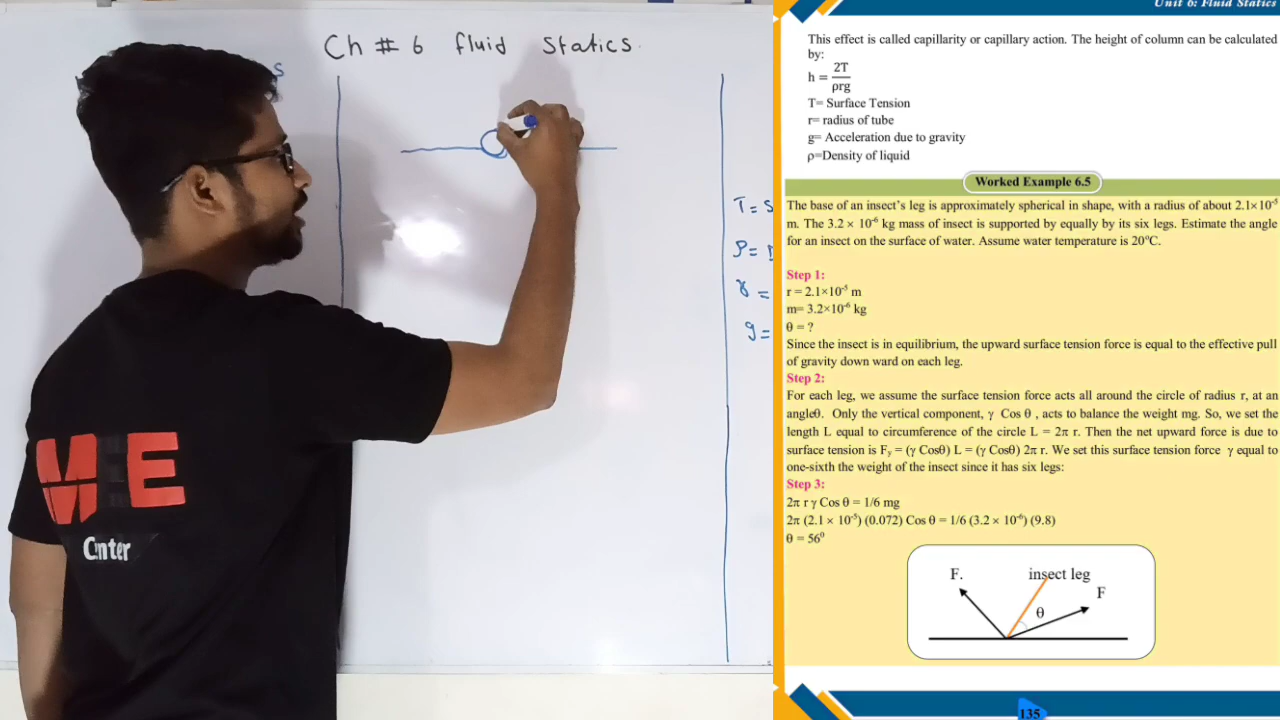 Ch # 6 fluid statics.
s
T = S
ρ =
γ =
g =
MEE
Center
Unit 6: Fluid Statics
This effect is called capillarity or capillary action. The height of column can be calculated
by:
h = 2T/ρrg
T= Surface Tension
r= radius of tube
g= Acceleration due to gravity
ρ=Density of liquid
Worked Example 6.5
The base of an insect’s leg is approximately spherical in shape, with a radius of about 2.1×10⁻⁵
m. The 3.2 × 10⁻⁶ kg mass of insect is supported by equally by its six legs. Estimate the angle
for an insect on the surface of water. Assume water temperature is 20⁰C.
Step 1:
r = 2.1×10⁻⁵ m
m= 3.2×10⁻⁶ kg
θ = ?
Since the insect is in equilibrium, the upward surface tension force is equal to the effective pull
of gravity down ward on each leg.
Step 2:
For each leg, we assume the surface tension force acts all around the circle of radius r, at an
angleθ. Only the vertical component, γ Cos θ , acts to balance the weight mg. So, we set the
length L equal to circumference of the circle L = 2π r. Then the net upward force is due to
surface tension is Fᵧ = (γ Cosθ) L = (γ Cosθ) 2π r. We set this surface tension force γ equal to
one-sixth the weight of the insect since it has six legs:
Step 3:
2π r γ Cos θ = 1/6 mg
2π (2.1 × 10⁻⁵) (0.072) Cos θ = 1/6 (3.2 × 10⁻⁶) (9.8)
θ = 56⁰
F. insect leg
F
θ
135